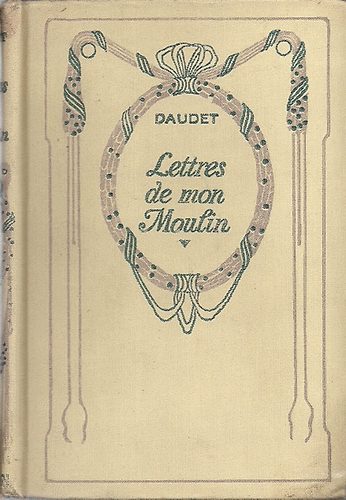 DAUDET
Lettres
de mon
Moulin